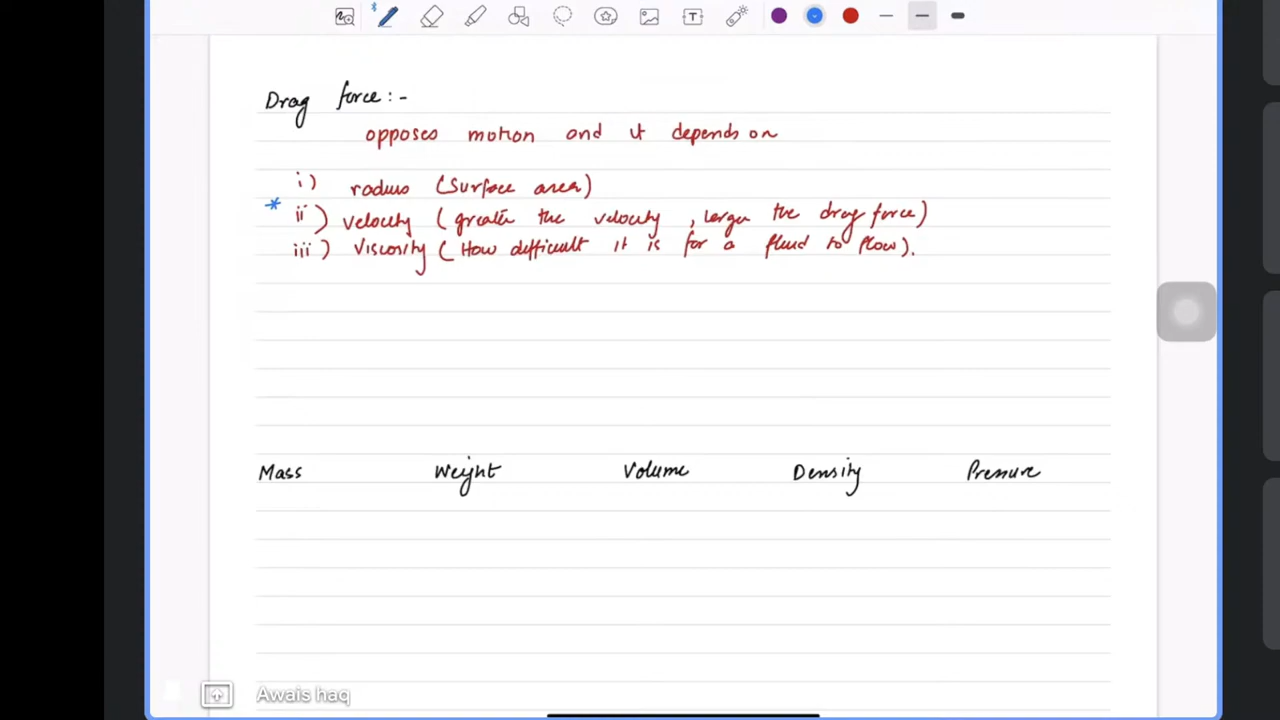 Drag force:-
opposes motion and it depends on
i) radius (Surface area)
* ii) velocity (greater the velocity, larger the drag force)
iii) Viscosity (How difficult it is for a fluid to flow).
Mass Weight Volume Density Pressure
Awais haq